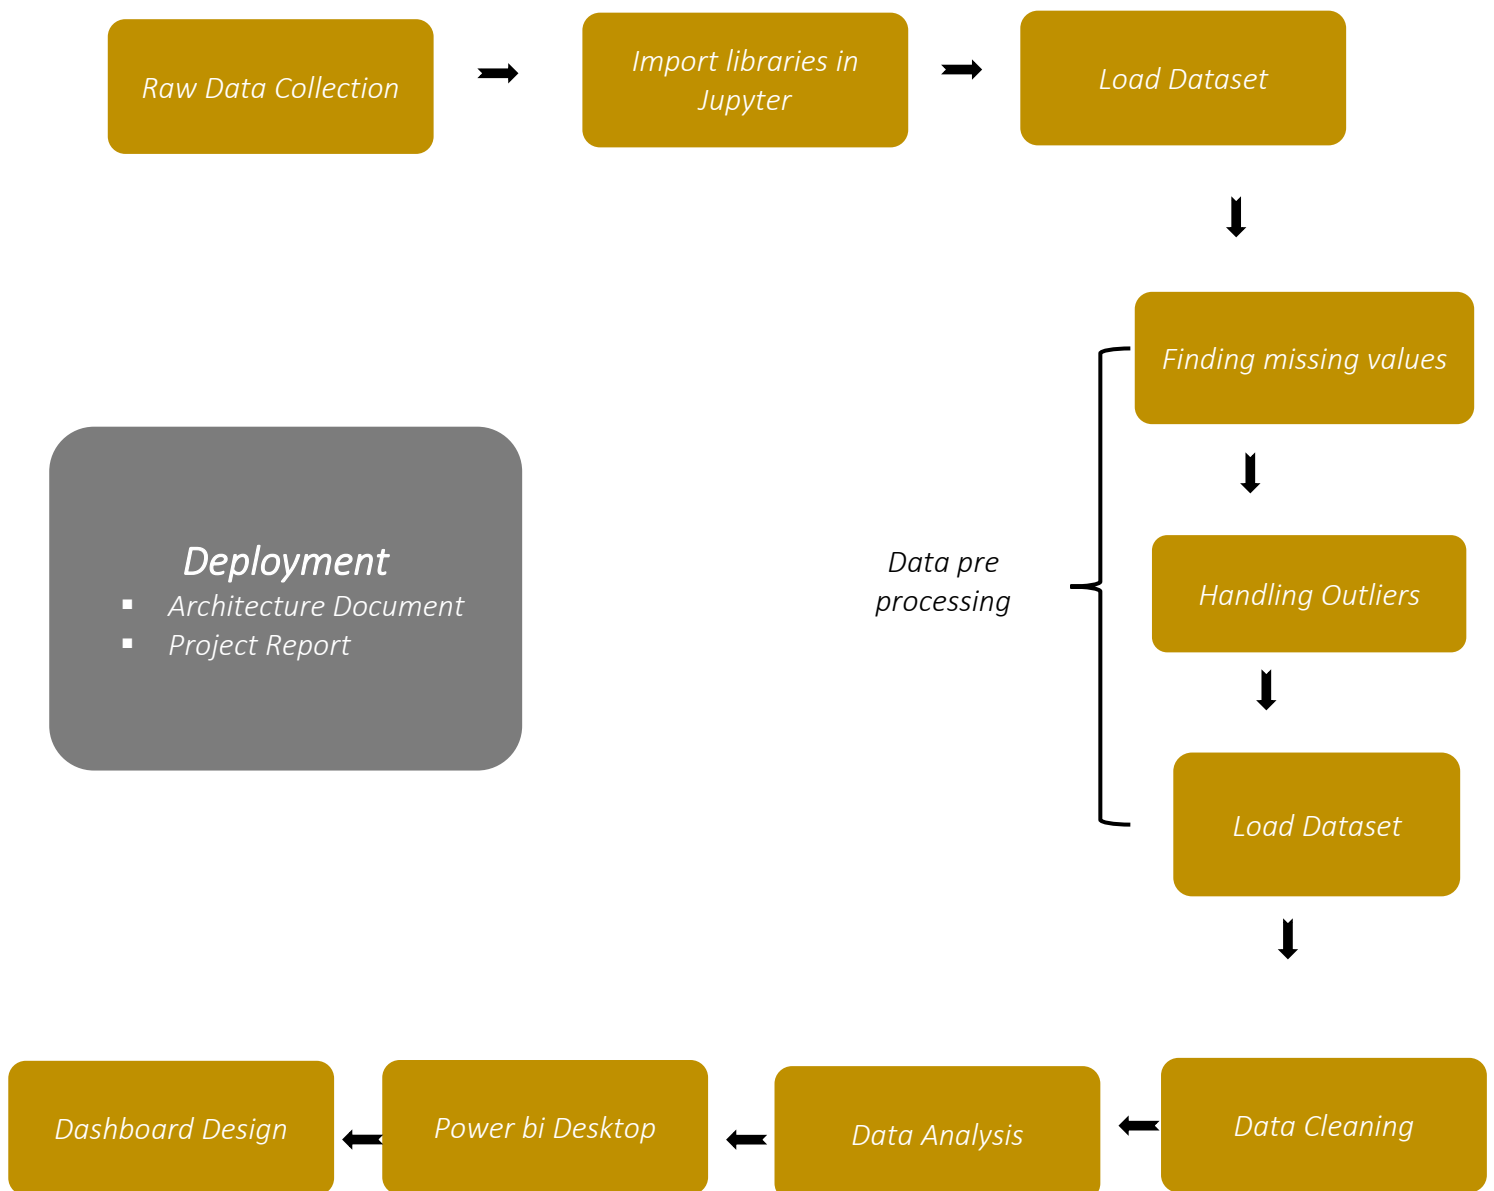 Raw Data Collection
Import libraries in
Jupyter
Load Dataset
Finding missing values
Data pre
processing
Handling Outliers
Load Dataset
Deployment
▪ Architecture Document
▪ Project Report
Data Cleaning
Data Analysis
Power bi Desktop
Dashboard Design